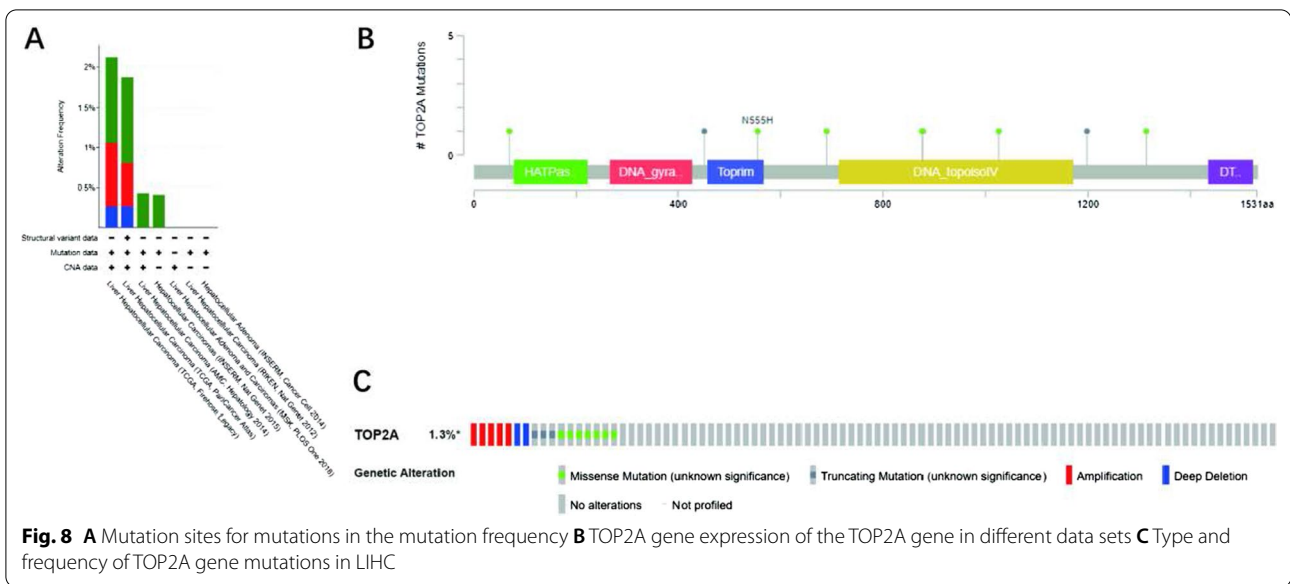 A
2%
1.5%
1%
0.5%
Alteration Frequency
Structural variant data
Mutation data
CNA data
- + - - - - -
+ + + + - + +
+ + + - + - -
Liver Hepatocellular Carcinoma (TCGA, Firehose Legacy)
Liver Hepatocellular Carcinoma (TCGA, PanCancer Atlas)
Liver Hepatocellular Carcinoma (AMC, Hepatology 2014)
Hepatocellular Carcinomas (INSERM, Nat Genet 2015)
Liver Hepatocellular Adenoma and Carcinomas (MSK, PLOS One 2018)
Liver Hepatocellular Carcinoma (RIKEN, Nat Genet 2012)
Hepatocellular Adenoma (INSERM, Cancer Cell 2014)
B
# TOP2A Mutations
5
0
N555H
HATPas..
DNA_gyra..
Toprim
DNA_topoisoIV
DT..
0 400 800 1200 1531aa
C
TOP2A 1.3%*
Genetic Alteration
Missense Mutation (unknown significance) Truncating Mutation (unknown significance) Amplification Deep Deletion
No alterations - Not profiled
Fig. 8 A Mutation sites for mutations in the mutation frequency B TOP2A gene expression of the TOP2A gene in different data sets C Type and
frequency of TOP2A gene mutations in LIHC